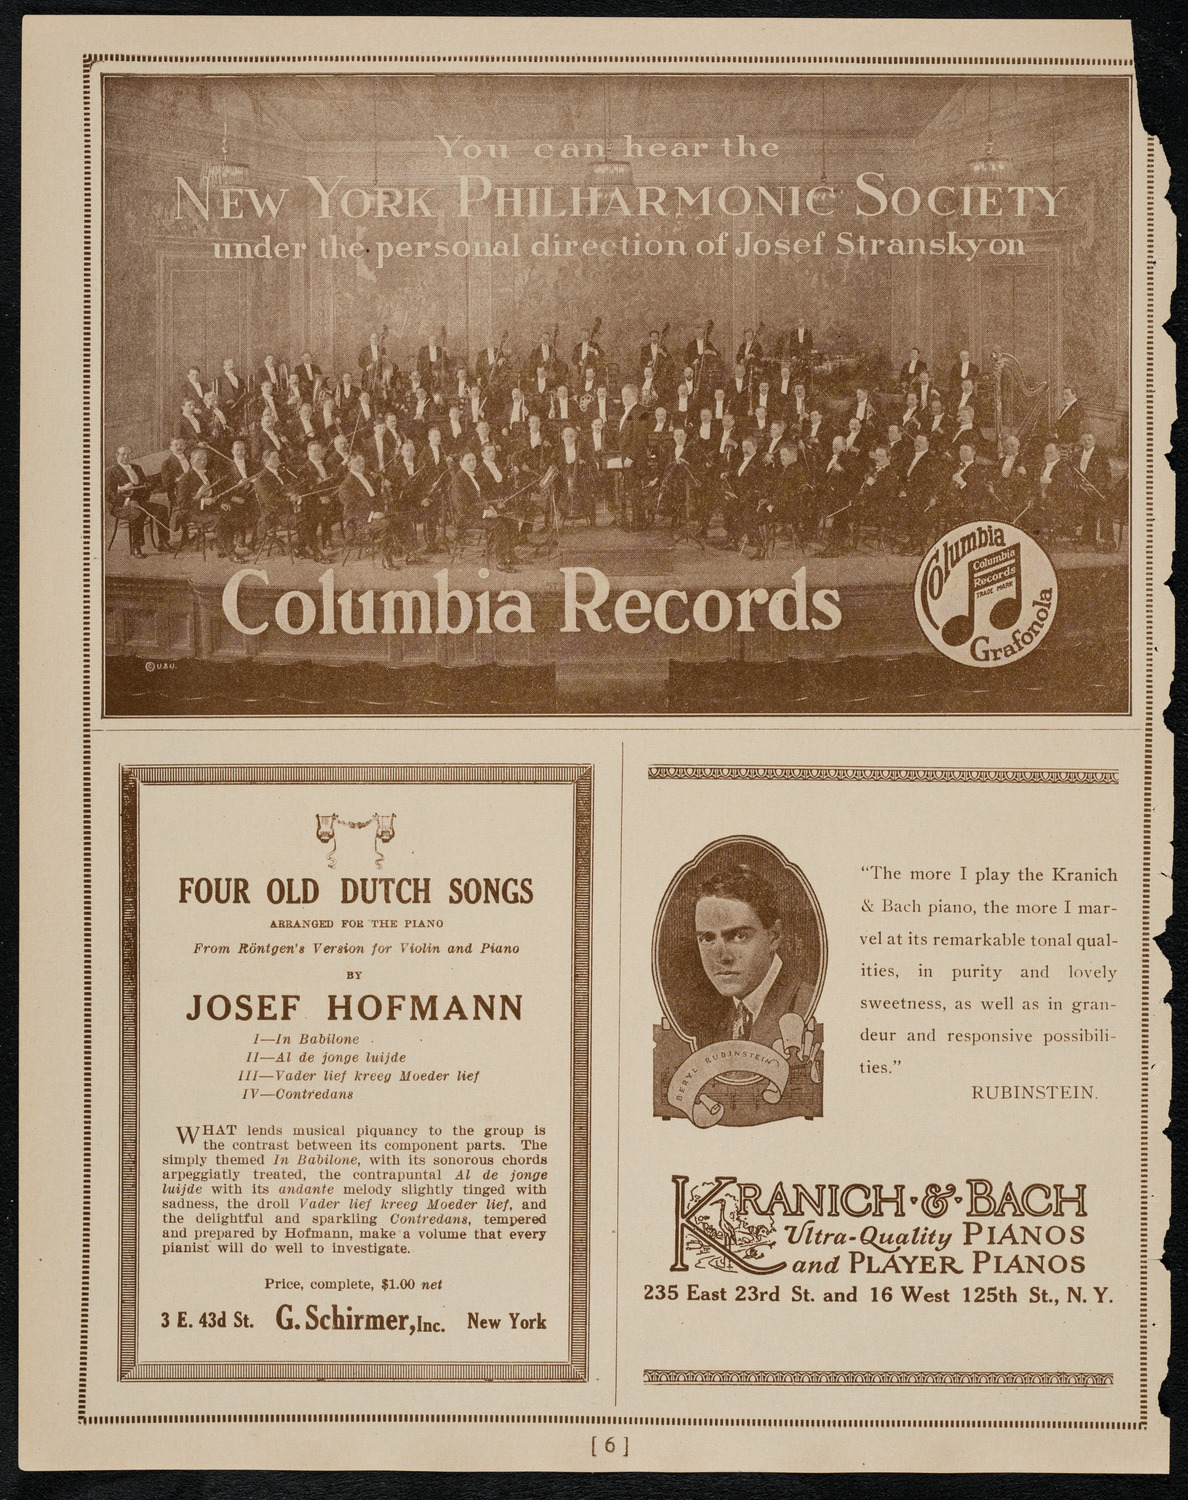 You can hear the
NEW YORK PHILHARMONIC SOCIETY
under the personal direction of Josef Stransky on
Columbia Records
Columbia
Columbia
Records
TRADE MARK
Grafonola
© U.& U.
FOUR OLD DUTCH SONGS
ARRANGED FOR THE PIANO
From Röntgen's Version for Violin and Piano
BY
JOSEF HOFMANN
I—In Babilone
II—Al de jonge luijde
III—Vader lief kreeg Moeder lief
IV—Contredans
WHAT lends musical piquancy to the group is
the contrast between its component parts. The
simply themed In Babilone, with its sonorous chords
arpeggiatly treated, the contrapuntal Al de jonge
luijde with its andante melody slightly tinged with
sadness, the droll Vader lief kreeg Moeder lief, and
the delightful and sparkling Contredans, tempered
and prepared by Hofmann, make a volume that every
pianist will do well to investigate.
Price, complete, $1.00 net
3 E. 43d St. G. Schirmer, Inc. New York
BERYL RUBINSTEIN
“The more I play the Kranich
& Bach piano, the more I mar-
vel at its remarkable tonal qual-
ities, in purity and lovely
sweetness, as well as in gran-
deur and responsive possibili-
ties.”
RUBINSTEIN.
KRANICH·&·BACH
Ultra-Quality PIANOS
and PLAYER PIANOS
235 East 23rd St. and 16 West 125th St., N. Y.
[ 6 ]